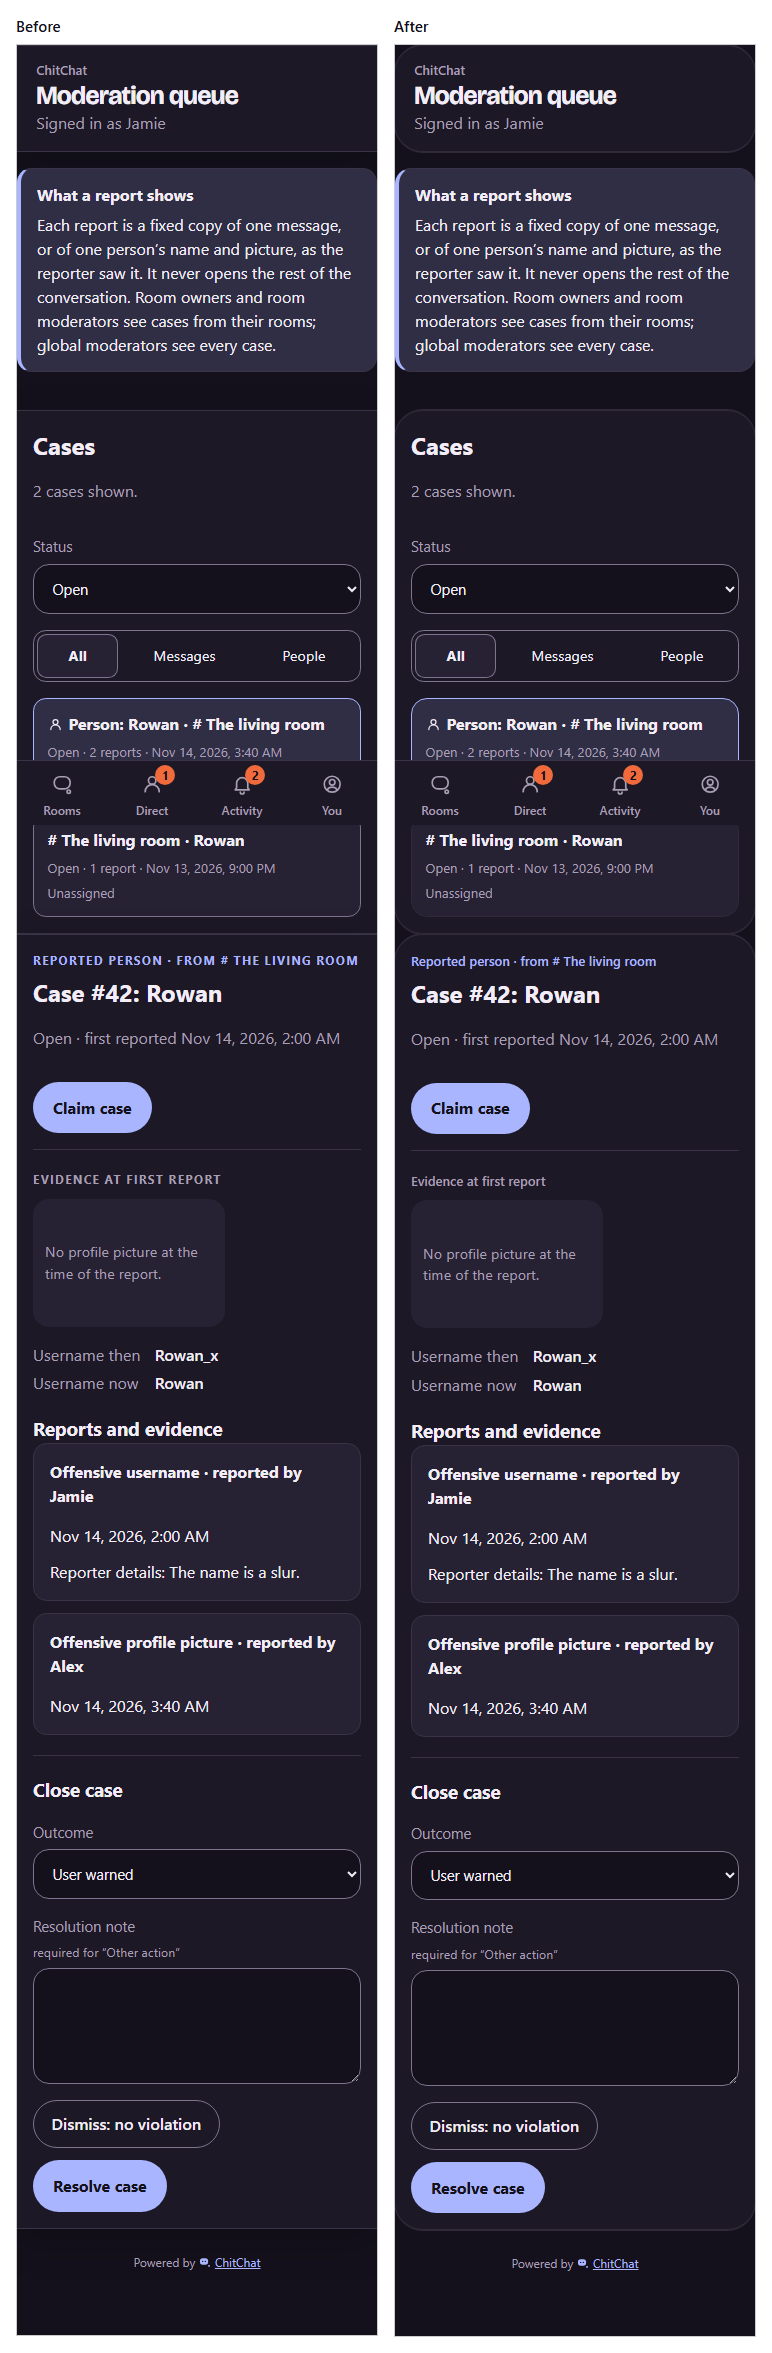 Before
ChitChat
Moderation queue
Signed in as Jamie
What a report shows
Each report is a fixed copy of one message,
or of one person's name and picture, as the
reporter saw it. It never opens the rest of the
conversation. Room owners and room
moderators see cases from their rooms;
global moderators see every case.
Cases
2 cases shown.
Status
Open
All Messages People
Person: Rowan · # The living room
Open · 2 reports · Nov 14, 2026, 3:40 AM
1 2
Rooms Direct Activity You
# The living room · Rowan
Open · 1 report · Nov 13, 2026, 9:00 PM
Unassigned
REPORTED PERSON · FROM # THE LIVING ROOM
Case #42: Rowan
Open · first reported Nov 14, 2026, 2:00 AM
Claim case
EVIDENCE AT FIRST REPORT
No profile picture at the
time of the report.
Username then Rowan_x
Username now Rowan
Reports and evidence
Offensive username · reported by
Jamie
Nov 14, 2026, 2:00 AM
Reporter details: The name is a slur.
Offensive profile picture · reported by
Alex
Nov 14, 2026, 3:40 AM
Close case
Outcome
User warned
Resolution note
required for “Other action”
Dismiss: no violation
Resolve case
Powered by ChitChat
After
ChitChat
Moderation queue
Signed in as Jamie
What a report shows
Each report is a fixed copy of one message,
or of one person's name and picture, as the
reporter saw it. It never opens the rest of the
conversation. Room owners and room
moderators see cases from their rooms;
global moderators see every case.
Cases
2 cases shown.
Status
Open
All Messages People
Person: Rowan · # The living room
Open · 2 reports · Nov 14, 2026, 3:40 AM
1 2
Rooms Direct Activity You
# The living room · Rowan
Open · 1 report · Nov 13, 2026, 9:00 PM
Unassigned
Reported person · from # The living room
Case #42: Rowan
Open · first reported Nov 14, 2026, 2:00 AM
Claim case
Evidence at first report
No profile picture at the
time of the report.
Username then Rowan_x
Username now Rowan
Reports and evidence
Offensive username · reported by
Jamie
Nov 14, 2026, 2:00 AM
Reporter details: The name is a slur.
Offensive profile picture · reported by
Alex
Nov 14, 2026, 3:40 AM
Close case
Outcome
User warned
Resolution note
required for “Other action”
Dismiss: no violation
Resolve case
Powered by ChitChat